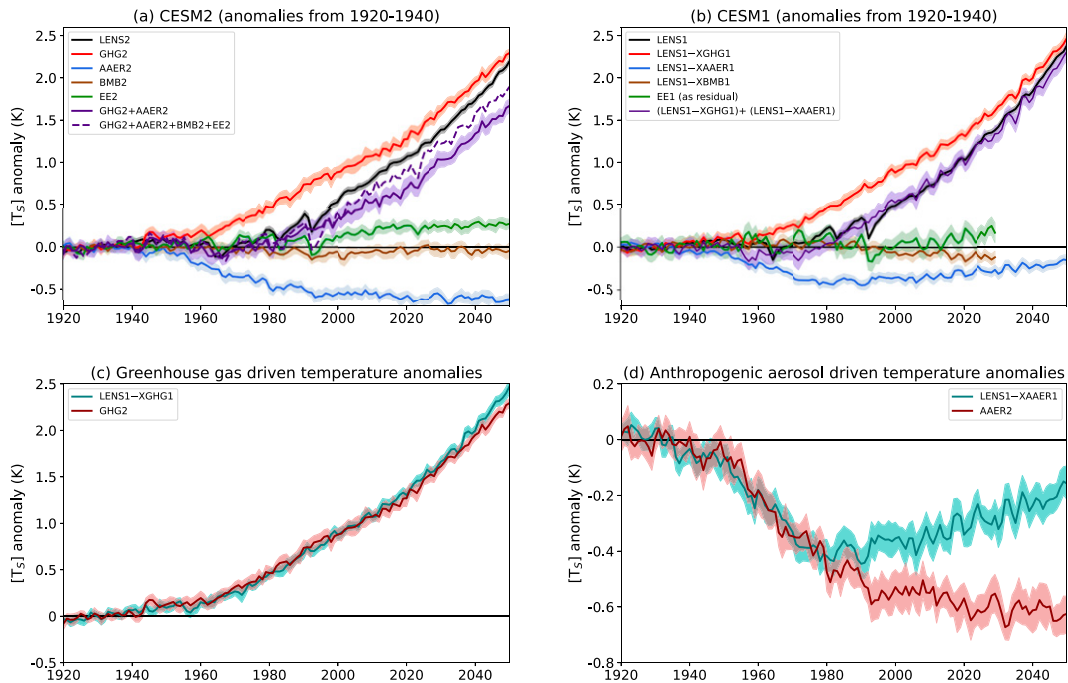 (a) CESM2 (anomalies from 1920-1940)
[TS] anomaly (K)
2.5
2.0
1.5
1.0
0.5
0.0
-0.5
LENS2
GHG2
AAER2
BMB2
EE2
GHG2+AAER2
GHG2+AAER2+BMB2+EE2
1920 1940 1960 1980 2000 2020 2040
(b) CESM1 (anomalies from 1920-1940)
[TS] anomaly (K)
2.5
2.0
1.5
1.0
0.5
0.0
-0.5
LENS1
LENS1−XGHG1
LENS1−XAAER1
LENS1−XBMB1
EE1 (as residual)
(LENS1−XGHG1)+ (LENS1−XAAER1)
1920 1940 1960 1980 2000 2020 2040
(c) Greenhouse gas driven temperature anomalies
[TS] anomaly (K)
2.5
2.0
1.5
1.0
0.5
0
-0.5
LENS1−XGHG1
GHG2
1920 1940 1960 1980 2000 2020 2040
(d) Anthropogenic aerosol driven temperature anomalies
[TS] anomaly (K)
0.2
0
-0.2
-0.4
-0.6
-0.8
LENS1−XAAER1
AAER2
1920 1940 1960 1980 2000 2020 2040